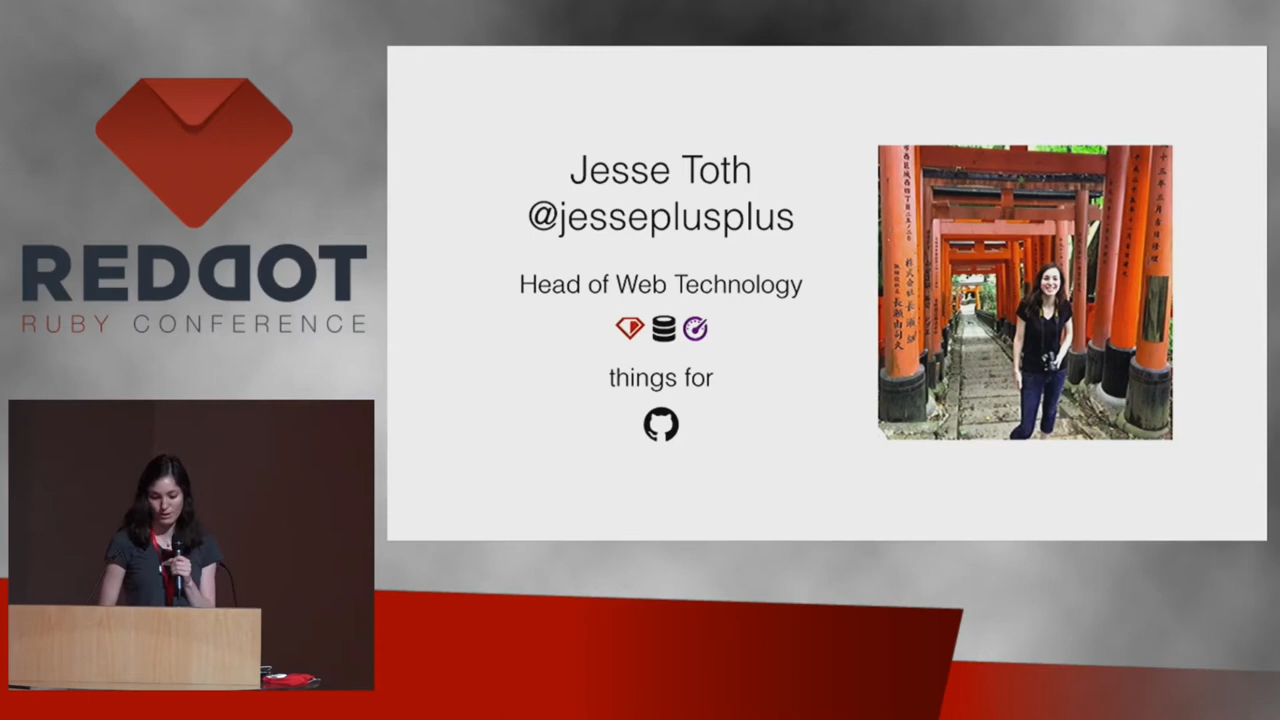 REDDOT
RUBY CONFERENCE
Jesse Toth
@jesseplusplus
Head of Web Technology
things for